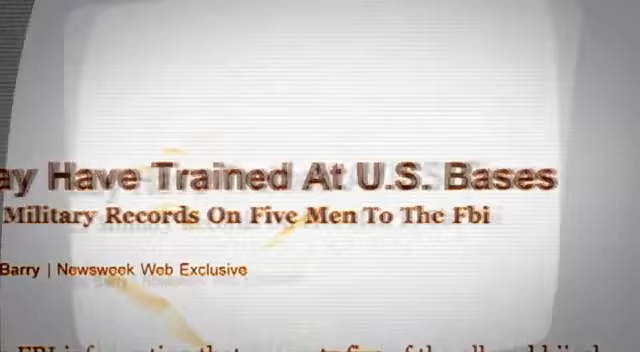 ay Have Trained At U.S. Bases
Military Records On Five Men To The Fbi
Barry | Newsweek Web Exclusive